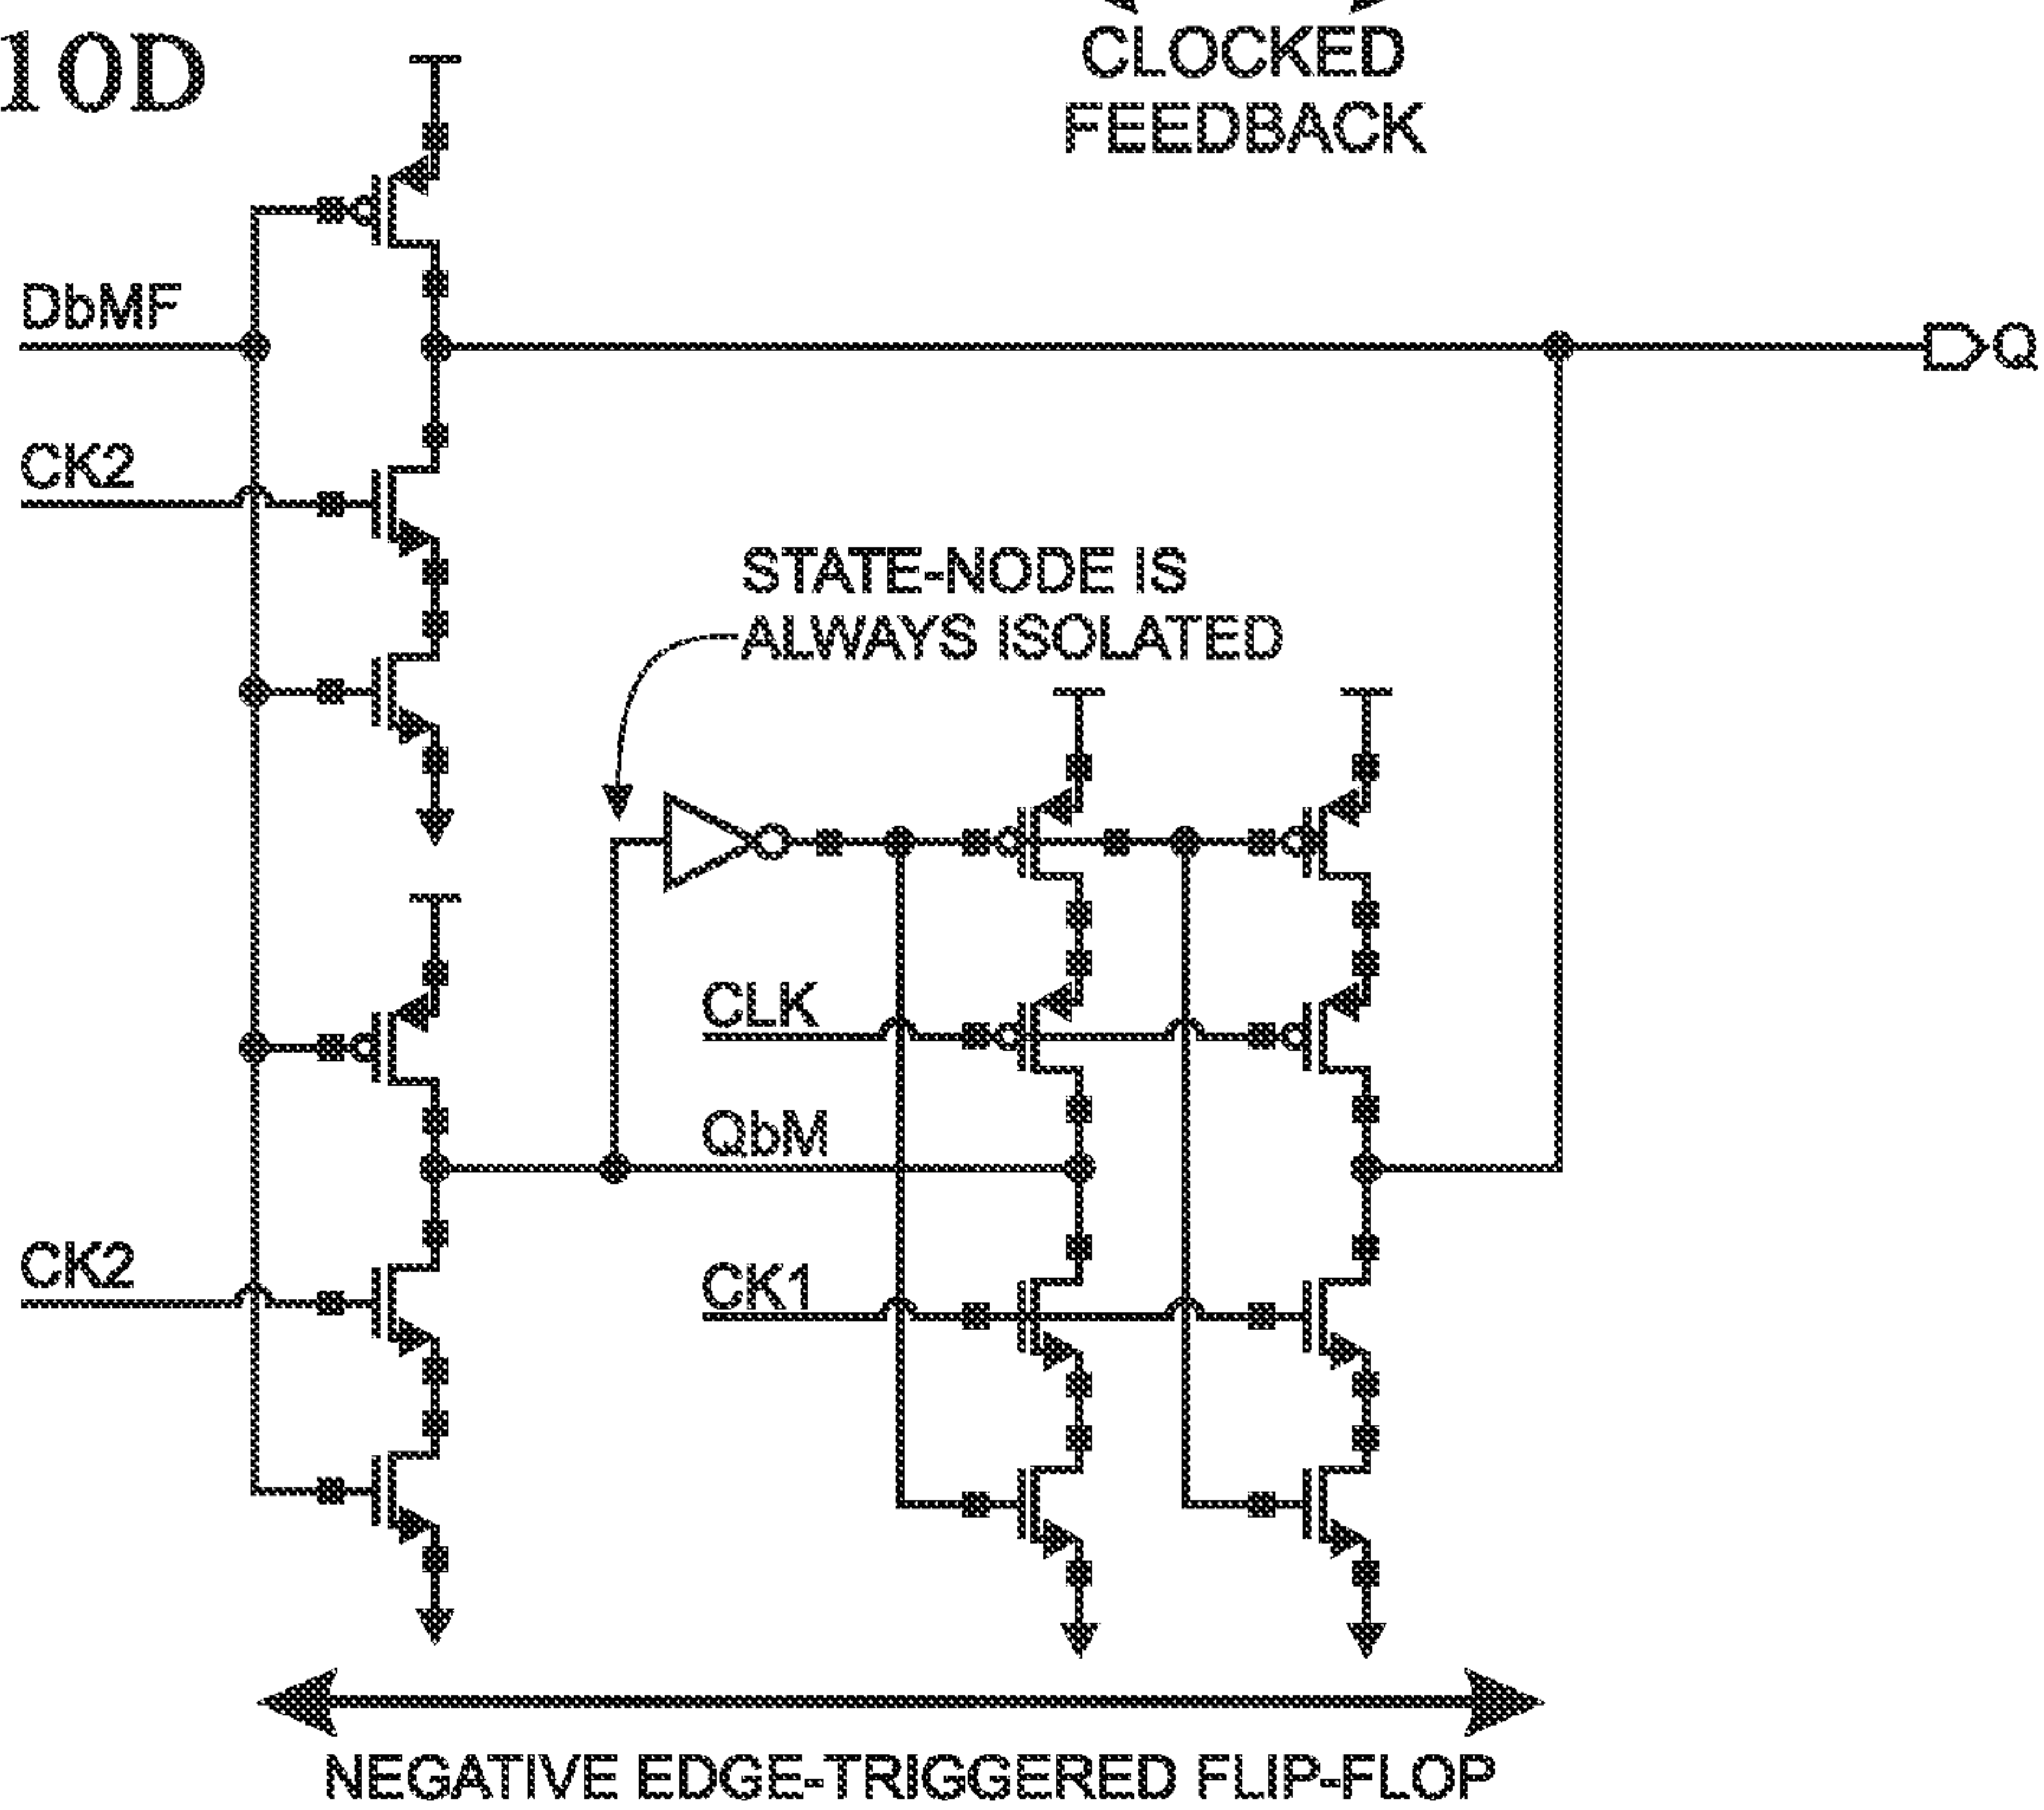 10D
CLOCKED
FEEDBACK
DbMF
Q
CK2
STATE-NODE IS
ALWAYS ISOLATED
CLK
QbM
CK2
CK1
NEGATIVE EDGE-TRIGGERED FLIP-FLOP